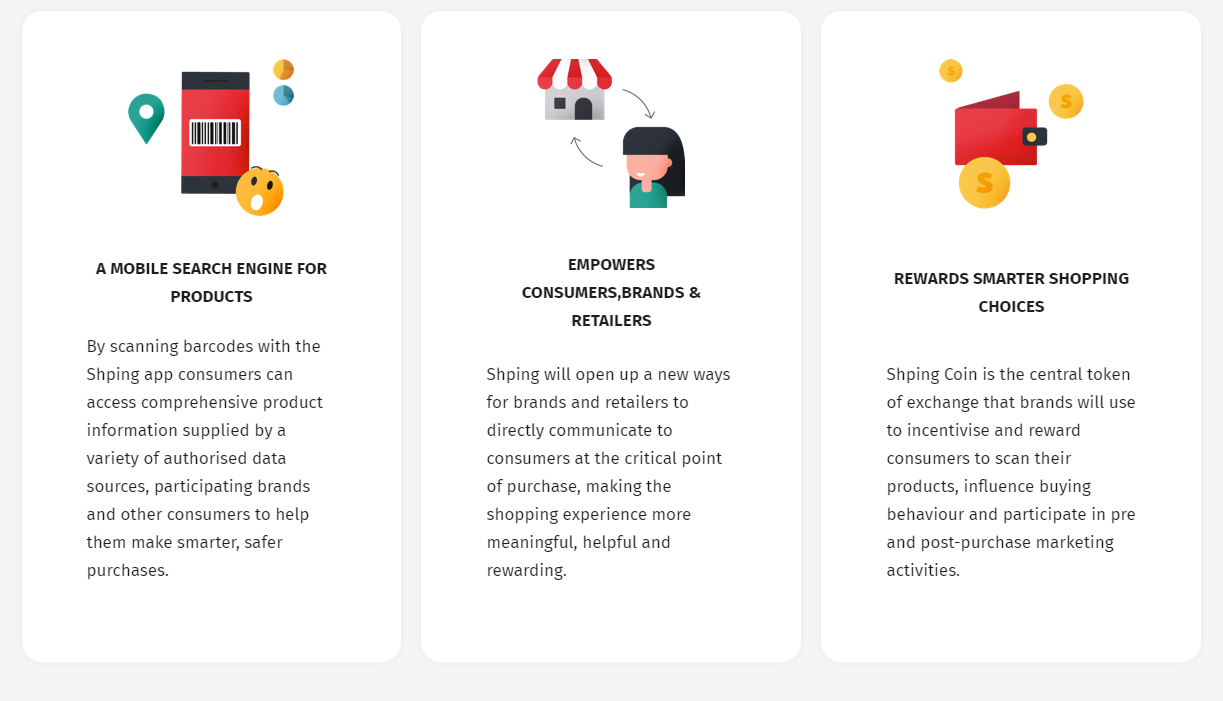 A MOBILE SEARCH ENGINE FOR
PRODUCTS
By scanning barcodes with the
Shping app consumers can
access comprehensive product
information supplied by a
variety of authorised data
sources, participating brands
and other consumers to help
them make smarter, safer
purchases.
EMPOWERS
CONSUMERS,BRANDS &
RETAILERS
Shping will open up a new ways
for brands and retailers to
directly communicate to
consumers at the critical point
of purchase, making the
shopping experience more
meaningful, helpful and
rewarding.
S
S
S
REWARDS SMARTER SHOPPING
CHOICES
Shping Coin is the central token
of exchange that brands will use
to incentivise and reward
consumers to scan their
products, influence buying
behaviour and participate in pre
and post-purchase marketing
activities.